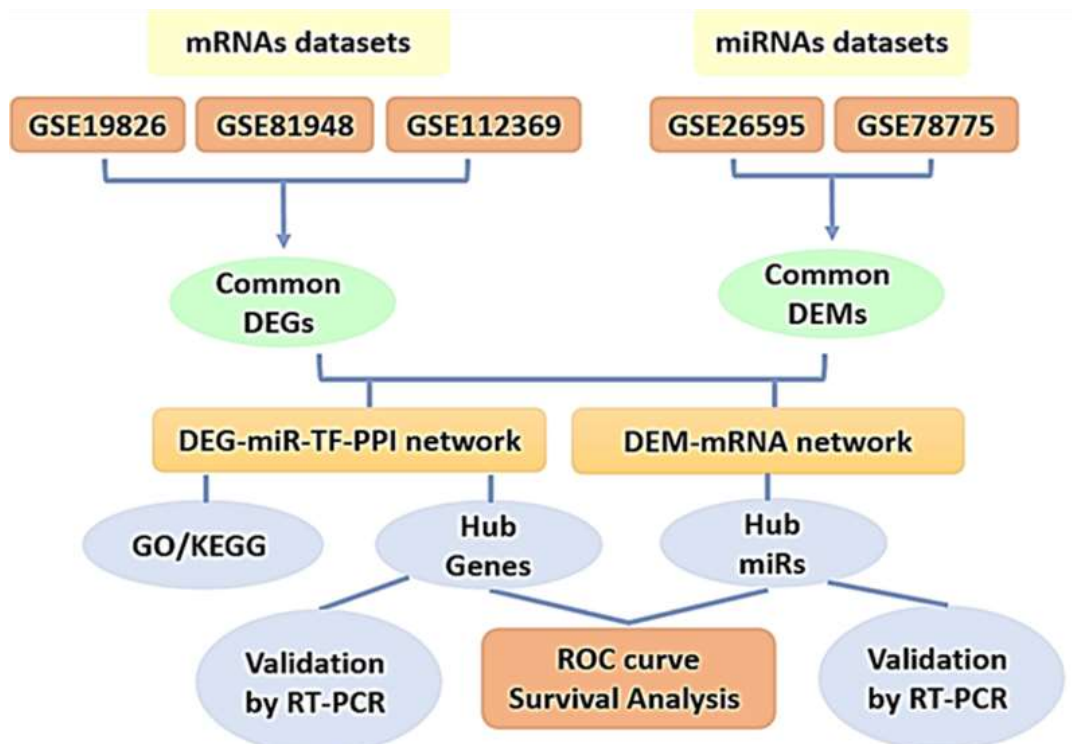 mRNAs datasets
miRNAs datasets
GSE19826
GSE81948
GSE112369
GSE26595
GSE78775
Common
DEGs
Common
DEMs
DEG-miR-TF-PPI network
DEM-mRNA network
GO/KEGG
Hub
Genes
Hub
miRs
Validation
by RT-PCR
ROC curve
Survival Analysis
Validation
by RT-PCR